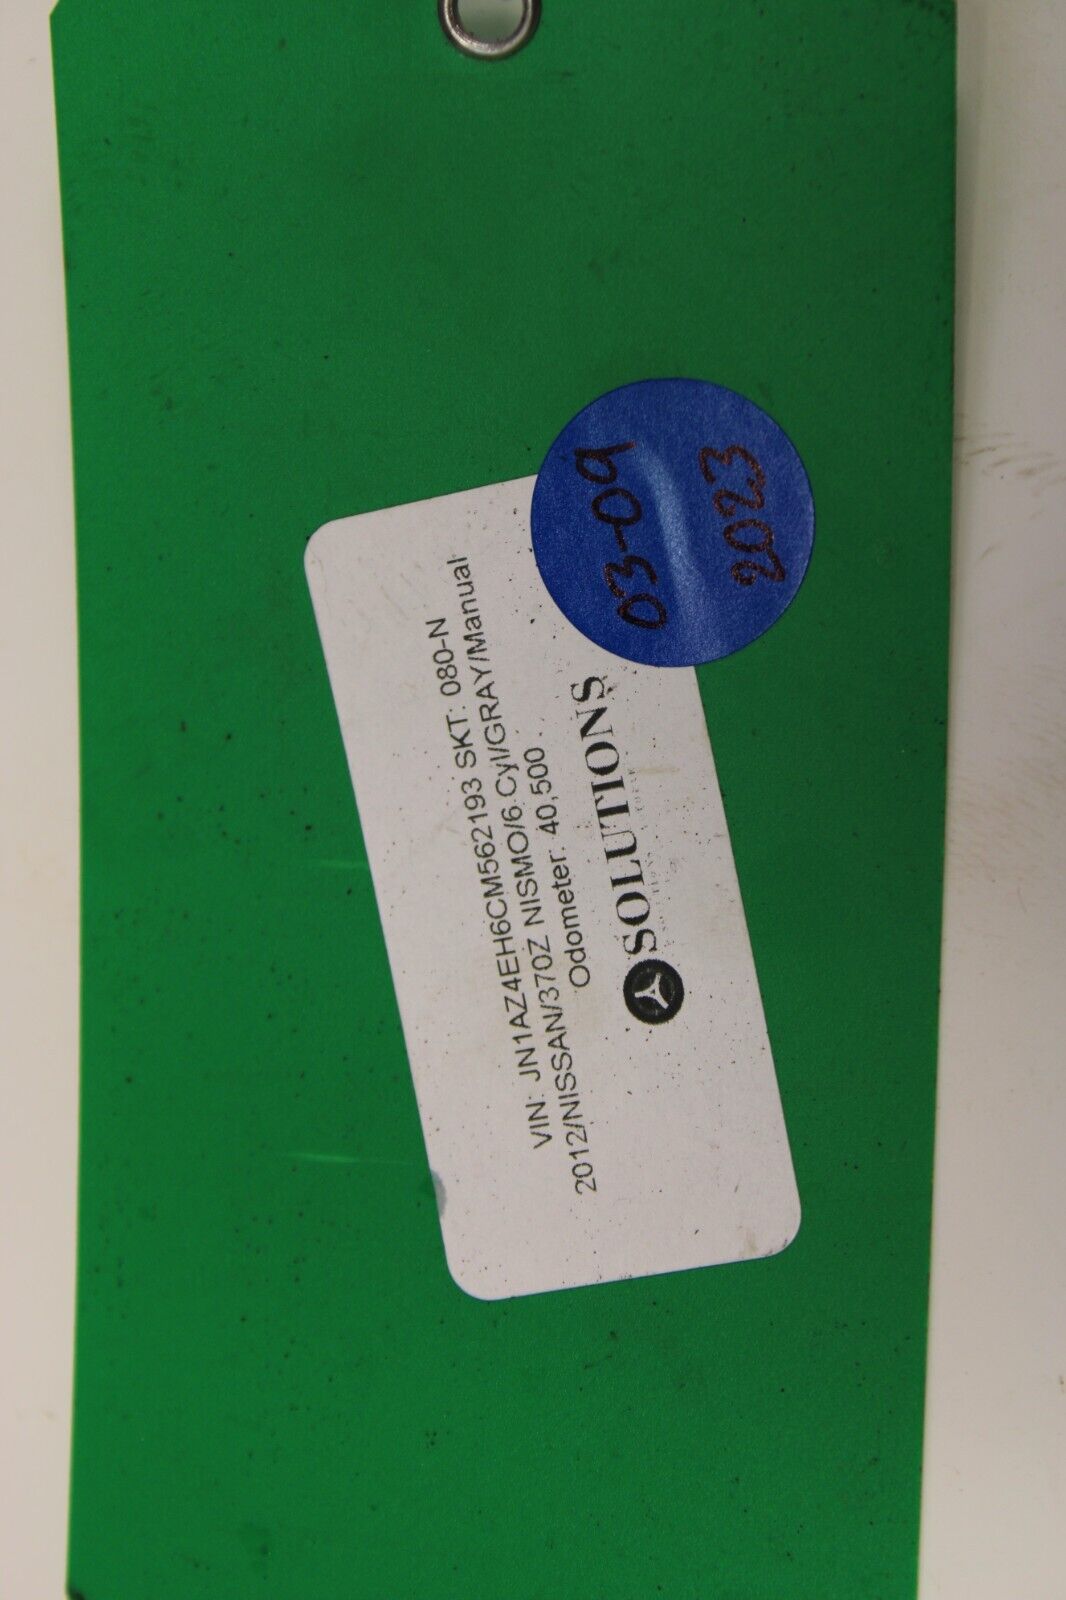 VIN: JN1AZ4EH6CM562193 SKT: 080-N
2012/NISSAN/370Z NISMO/6 Cyl/GRAY/Manual
Odometer: 40,500
SOLUTIONS
03-09
2023